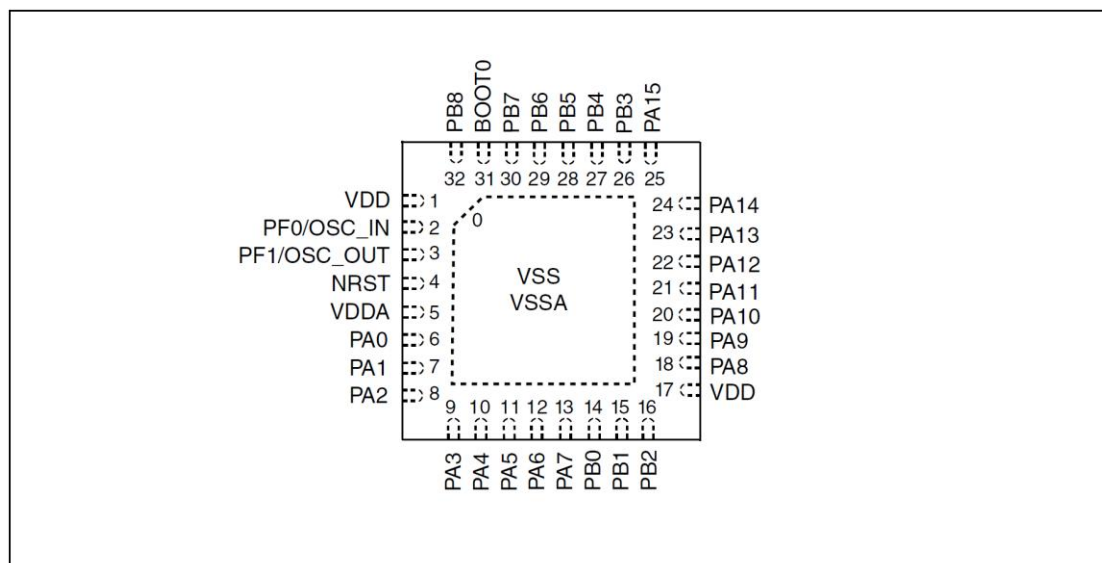 PB8 BOOT0 PB7 PB6 PB5 PB4 PB3 PA15
32 31 30 29 28 27 26 25
VDD 1
PF0/OSC_IN 2
PF1/OSC_OUT 3
NRST 4
VDDA 5
PA0 6
PA1 7
PA2 8
0
VSS
VSSA
24 PA14
23 PA13
22 PA12
21 PA11
20 PA10
19 PA9
18 PA8
17 VDD
9 10 11 12 13 14 15 16
PA3 PA4 PA5 PA6 PA7 PB0 PB1 PB2